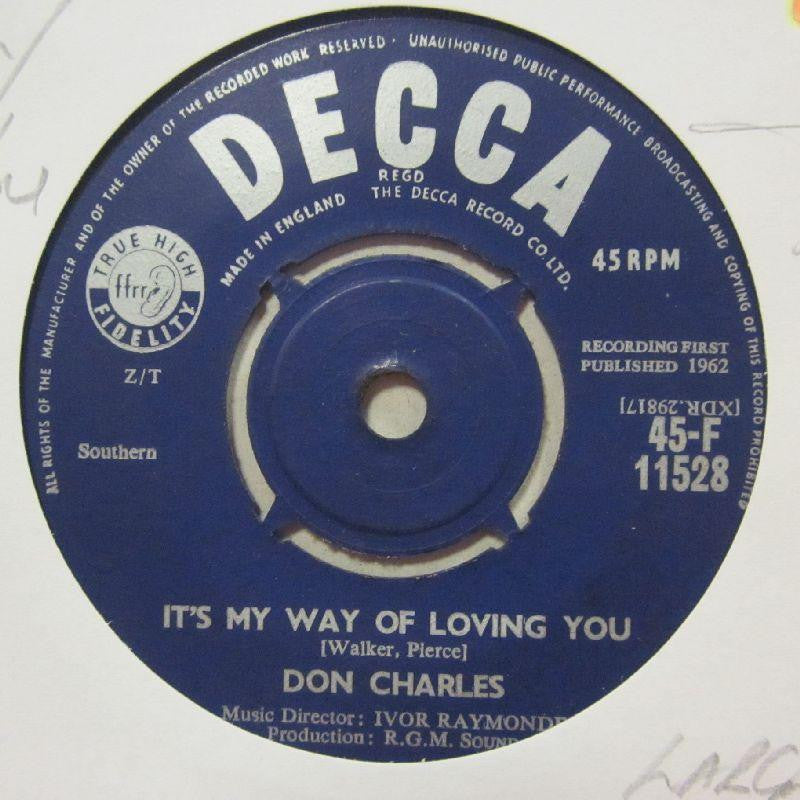 ALL RIGHTS OF THE MANUFACTURER AND OF THE OWNER OF THE RECORDED WORK RESERVED · UNAUTHORISED PUBLIC PERFORMANCE BROADCASTING AND COPYING OF THIS RECORD PROHIBITED
DECCA
REGD
MADE IN ENGLAND THE DECCA RECORD CO. LTD.
TRUE HIGH
ffrr
FIDELITY
45 RPM
Z/T
RECORDING FIRST
PUBLISHED 1962
[XDR.29817]
Southern
45-F
11528
IT'S MY WAY OF LOVING YOU
[Walker, Pierce]
DON CHARLES
Music Director: IVOR RAYMONDE
Production: R.G.M. SOUND